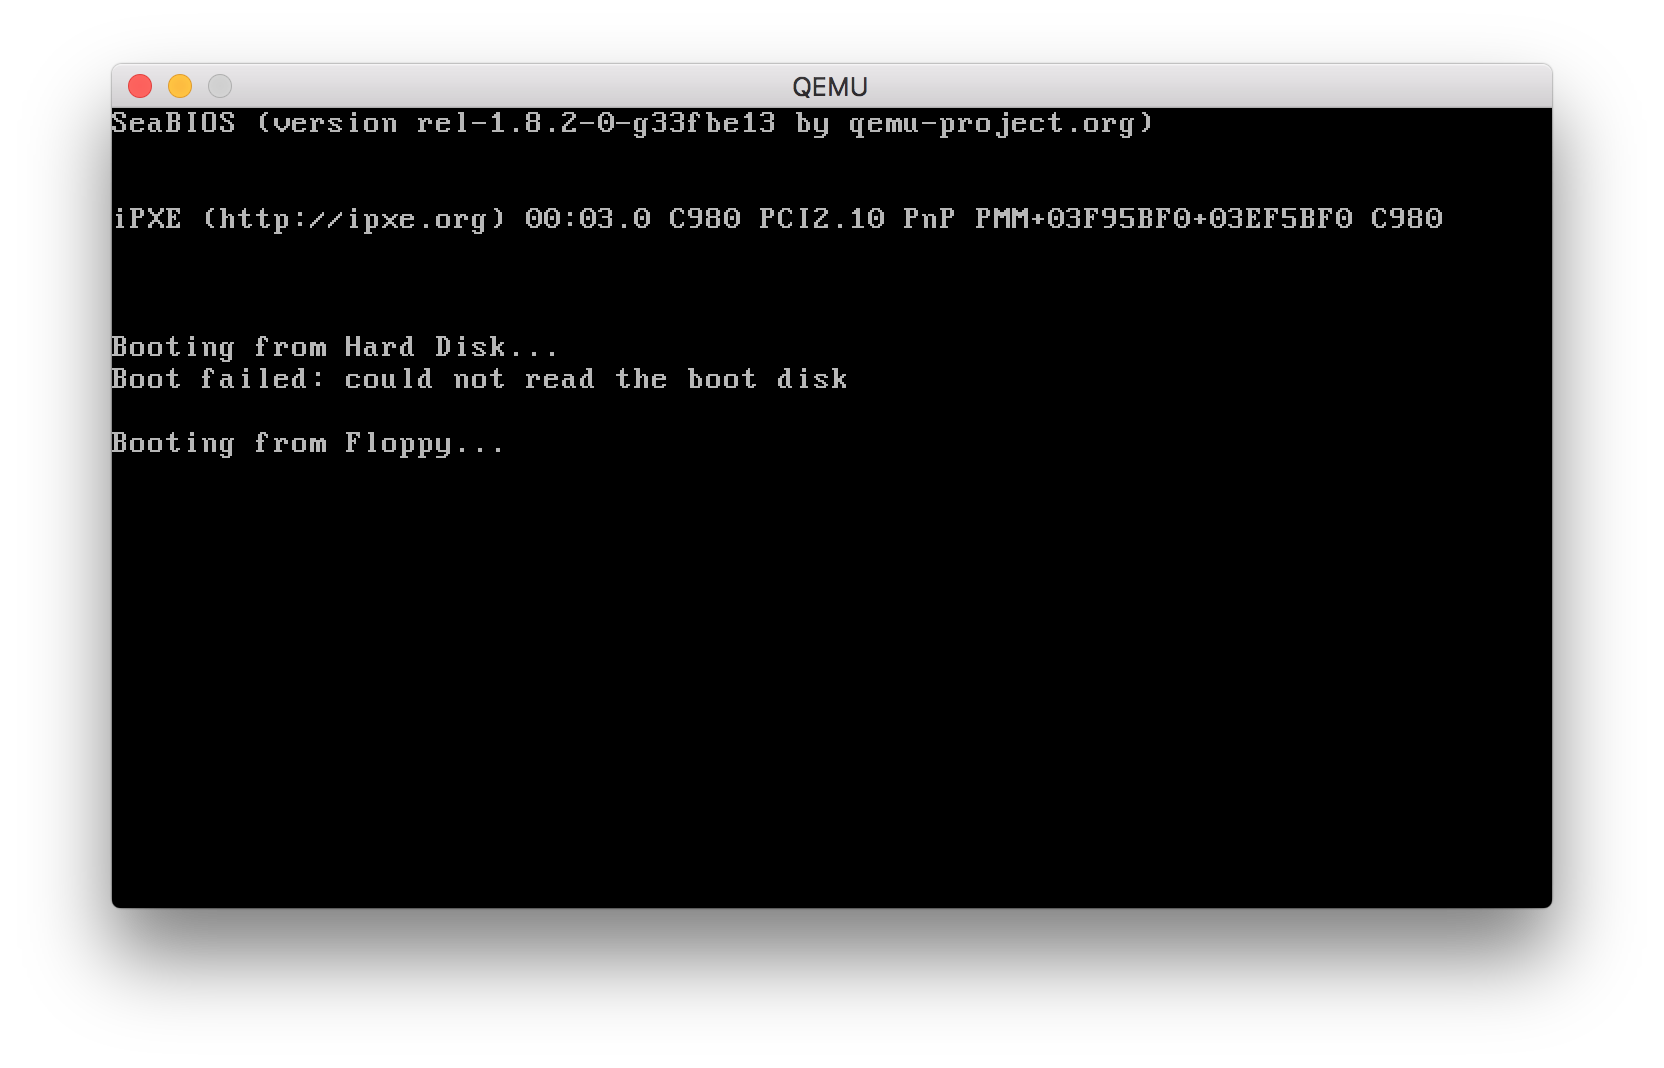 QEMU
SeaBIOS (version rel-1.8.2-0-g33fbe13 by qemu-project.org)
iPXE (http://ipxe.org) 00:03.0 C980 PCI2.10 PnP PMM+03F95BF0+03EF5BF0 C980
Booting from Hard Disk...
Boot failed: could not read the boot disk
Booting from Floppy...